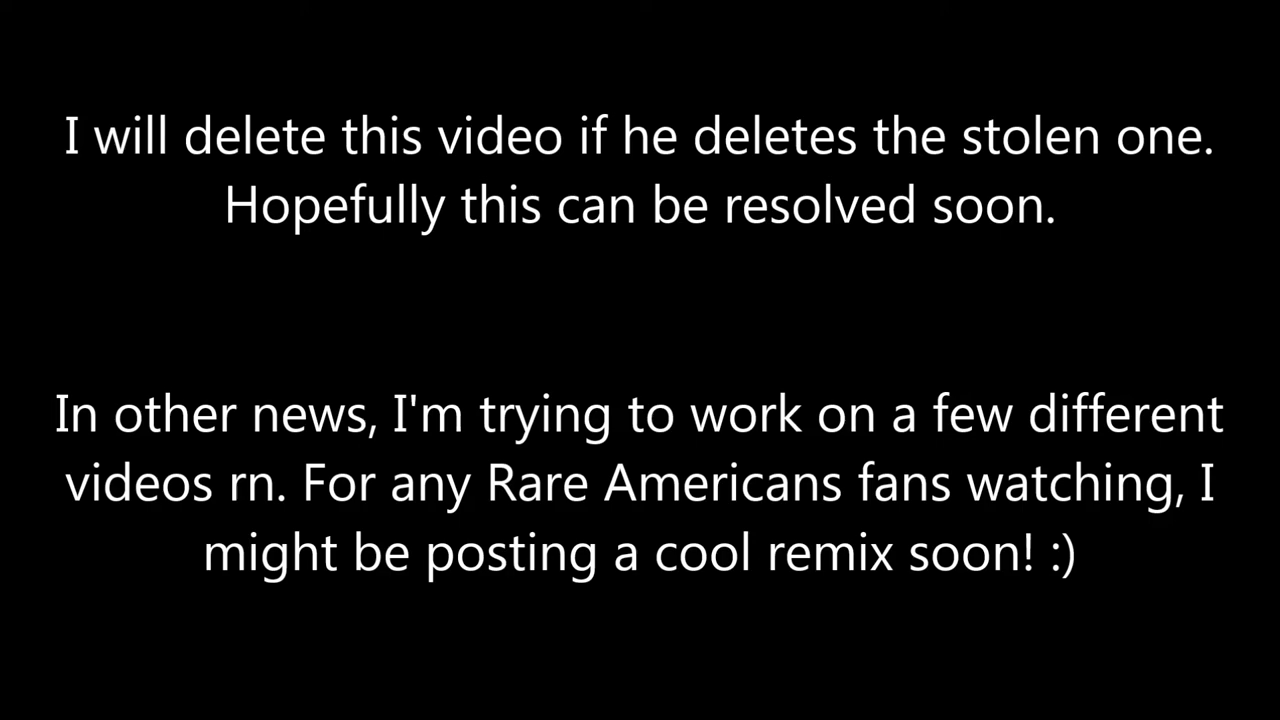 I will delete this video if he deletes the stolen one.
Hopefully this can be resolved soon.
In other news, I'm trying to work on a few different
videos rn. For any Rare Americans fans watching, I
might be posting a cool remix soon! :)